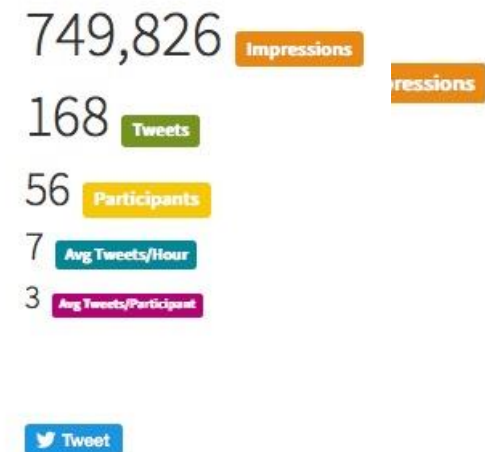 749,826 Impressions
ressions
168 Tweets
56 Participants
7 Avg Tweets/Hour
3 Avg Tweets/Participant
Tweet